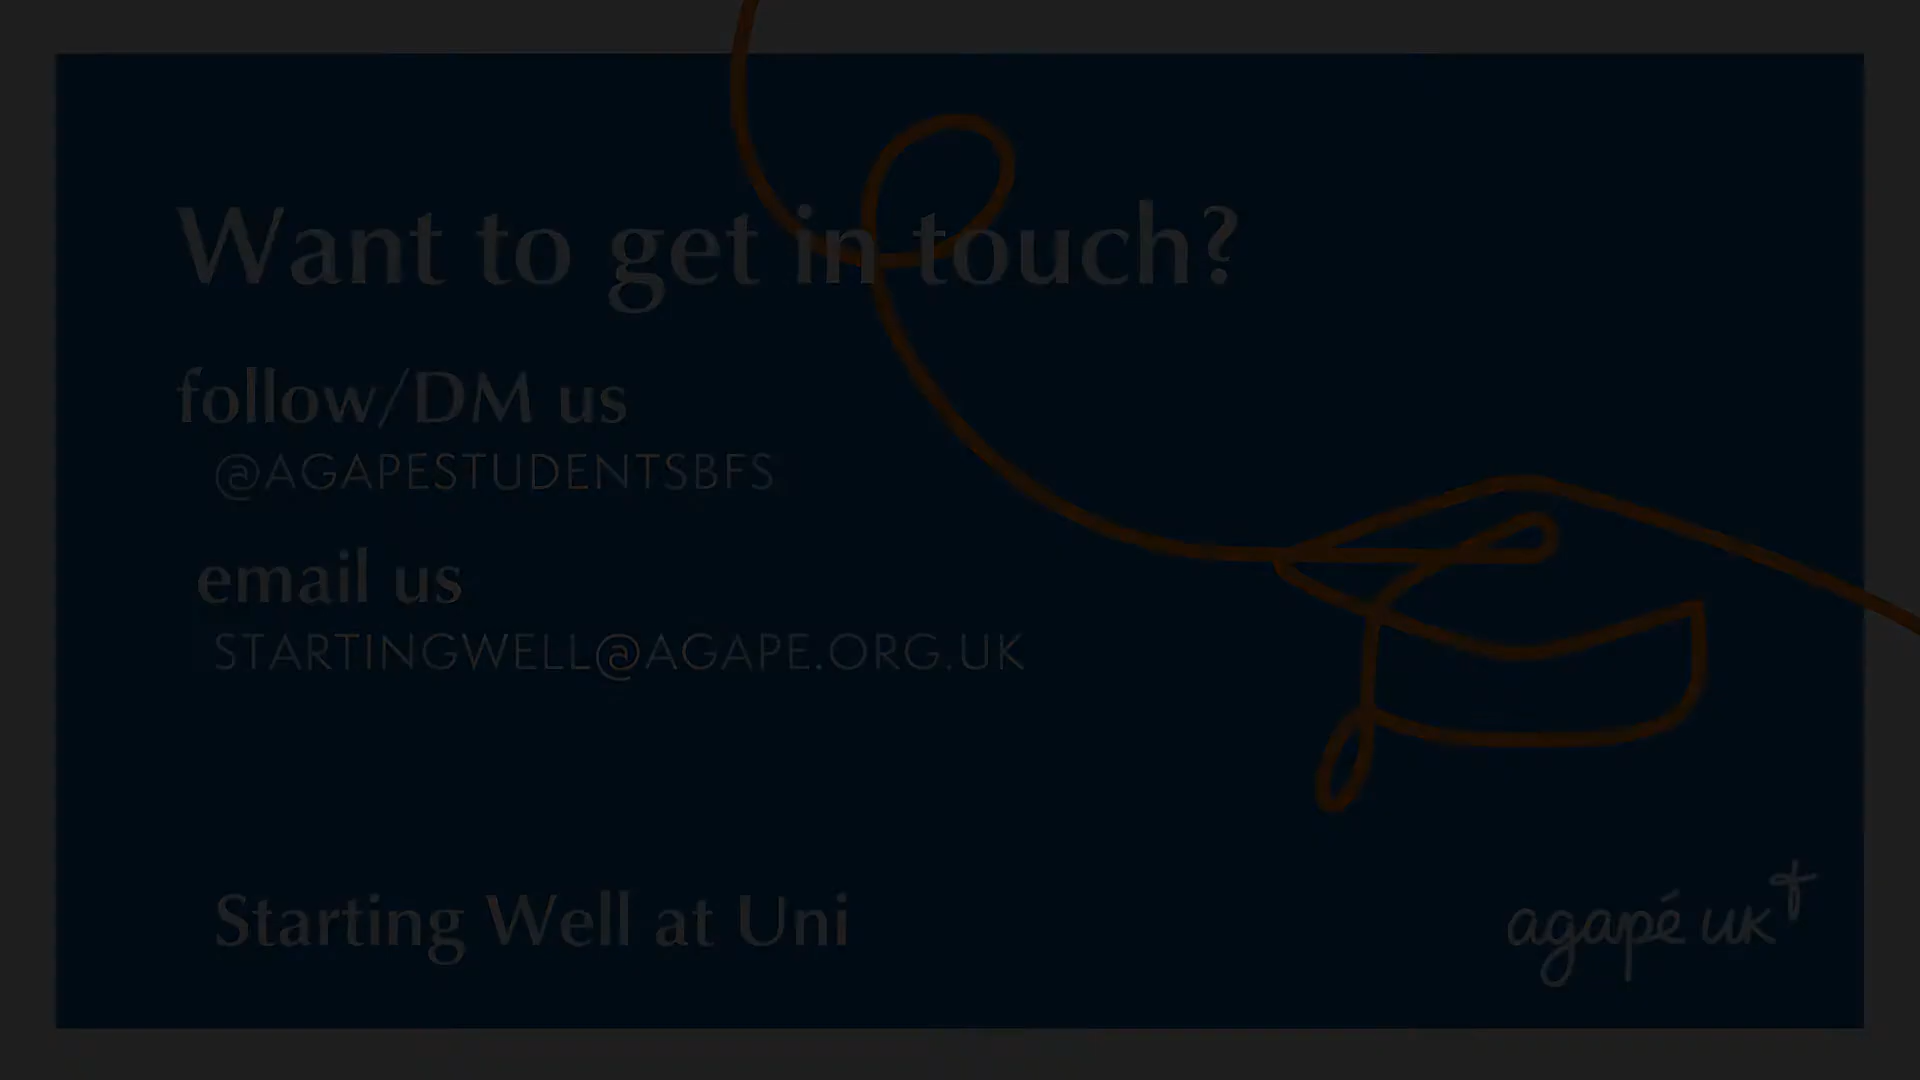 Want to get in touch?
follow/DM us
@AGAPESTUDENTSBFS
email us
STARTINGWELL@AGAPE.ORG.UK
Starting Well at Uni
agapé uk